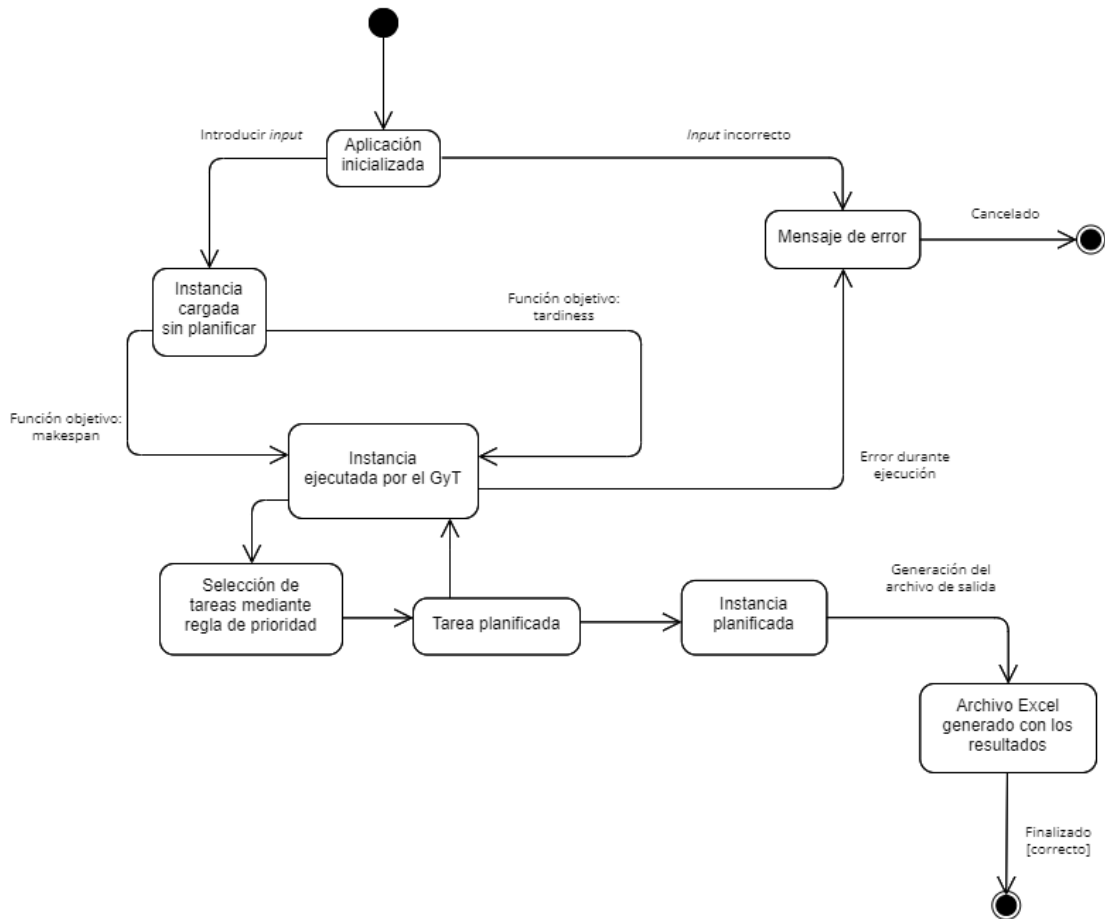 Introducir input
Aplicación
inicializada
Input incorrecto
Mensaje de error
Cancelado
Instancia
cargada
sin planificar
Función objetivo:
tardiness
Función objetivo:
makespan
Instancia
ejecutada por el GyT
Error durante
ejecución
Selección de
tareas mediante
regla de prioridad
Tarea planificada
Instancia
planificada
Generación del
archivo de salida
Archivo Excel
generado con los
resultados
Finalizado
[correcto]